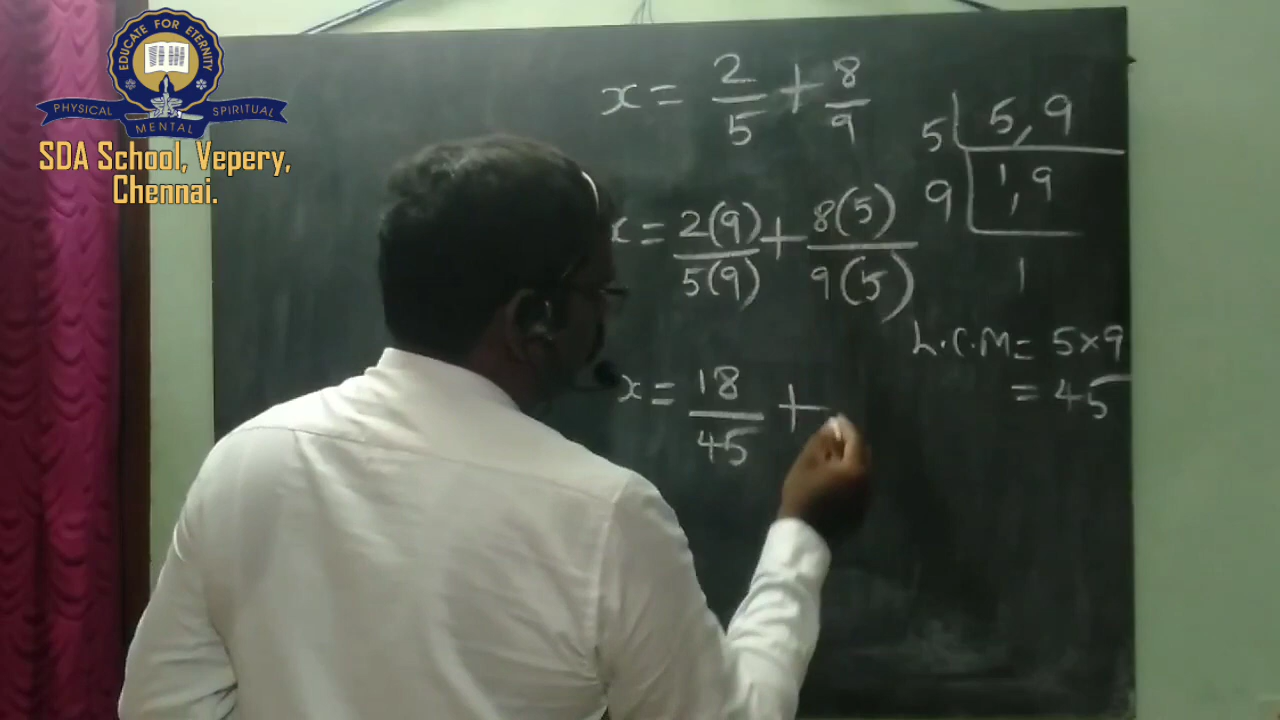 EDUCATE FOR ETERNITY
PHYSICAL MENTAL SPIRITUAL
SDA School, Vepery,
Chennai.
x = 2/5 + 8/9
x = 2(9)/5(9) + 8(5)/9(5)
x = 18/45 +
5 | 5, 9
9 | 1, 9
1
L.C.M = 5 × 9
= 45